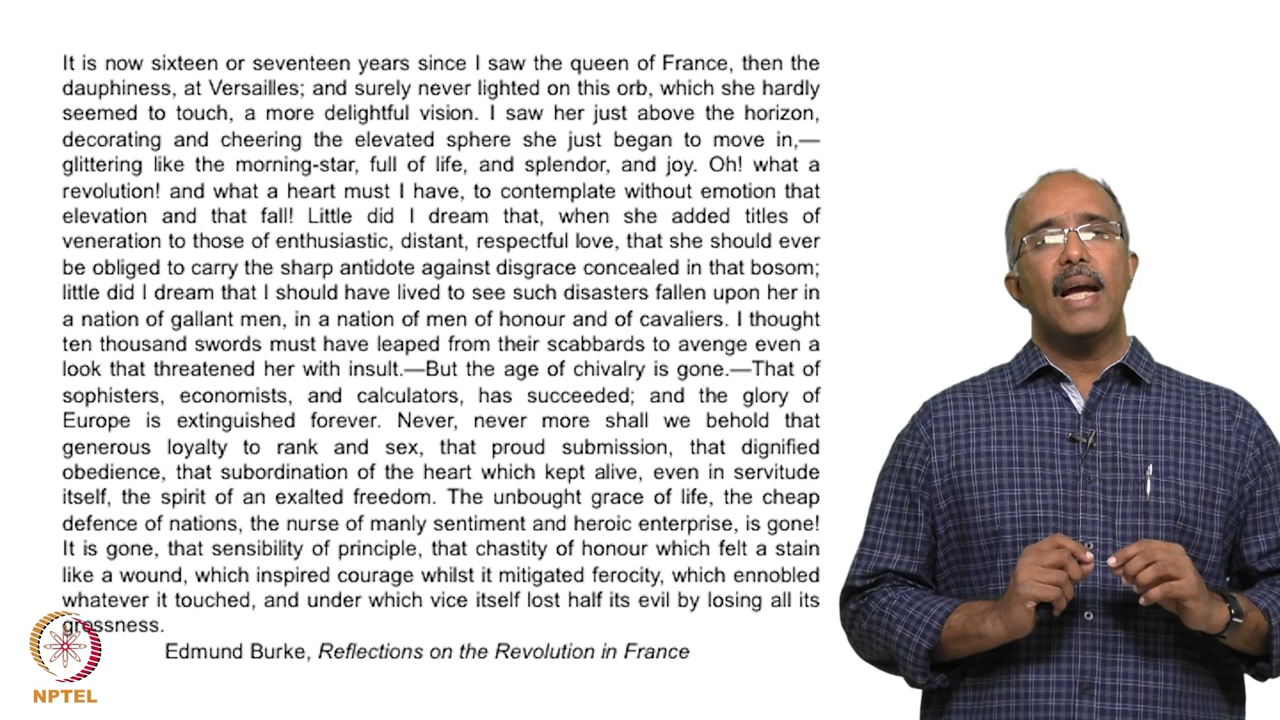 It is now sixteen or seventeen years since I saw the queen of France, then the
dauphiness, at Versailles; and surely never lighted on this orb, which she hardly
seemed to touch, a more delightful vision. I saw her just above the horizon,
decorating and cheering the elevated sphere she just began to move in,—
glittering like the morning-star, full of life, and splendor, and joy. Oh! what a
revolution! and what a heart must I have, to contemplate without emotion that
elevation and that fall! Little did I dream that, when she added titles of
veneration to those of enthusiastic, distant, respectful love, that she should ever
be obliged to carry the sharp antidote against disgrace concealed in that bosom;
little did I dream that I should have lived to see such disasters fallen upon her in
a nation of gallant men, in a nation of men of honour and of cavaliers. I thought
ten thousand swords must have leaped from their scabbards to avenge even a
look that threatened her with insult.—But the age of chivalry is gone.—That of
sophisters, economists, and calculators, has succeeded; and the glory of
Europe is extinguished forever. Never, never more shall we behold that
generous loyalty to rank and sex, that proud submission, that dignified
obedience, that subordination of the heart which kept alive, even in servitude
itself, the spirit of an exalted freedom. The unbought grace of life, the cheap
defence of nations, the nurse of manly sentiment and heroic enterprise, is gone!
It is gone, that sensibility of principle, that chastity of honour which felt a stain
like a wound, which inspired courage whilst it mitigated ferocity, which ennobled
whatever it touched, and under which vice itself lost half its evil by losing all its
grossness.
Edmund Burke, Reflections on the Revolution in France
NPTEL